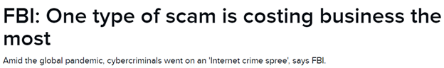 FBI: One type of scam is costing business the
most
Amid the global pandemic, cybercriminals went on an 'Internet crime spree', says FBI.